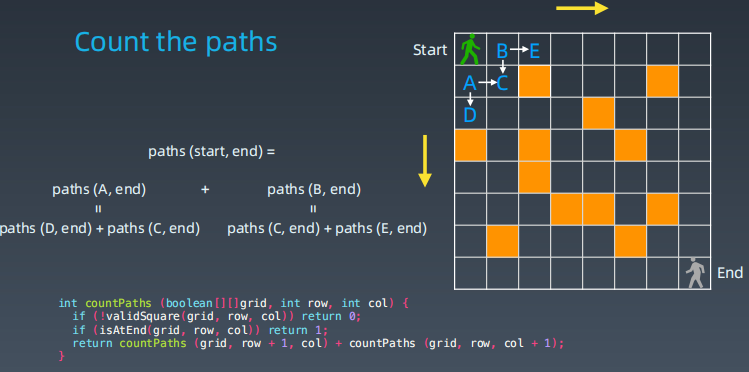 Count the paths
Start
B
E
A
C
D
paths (start, end) =
paths (A, end) + paths (B, end)
=
=
paths (D, end) + paths (C, end)
paths (C, end) + paths (E, end)
End
int countPaths (boolean[][]grid, int row, int col) {
if (!validSquare(grid, row, col)) return 0;
if (isAtEnd(grid, row, col)) return 1;
return countPaths (grid, row + 1, col) + countPaths (grid, row, col + 1);
}